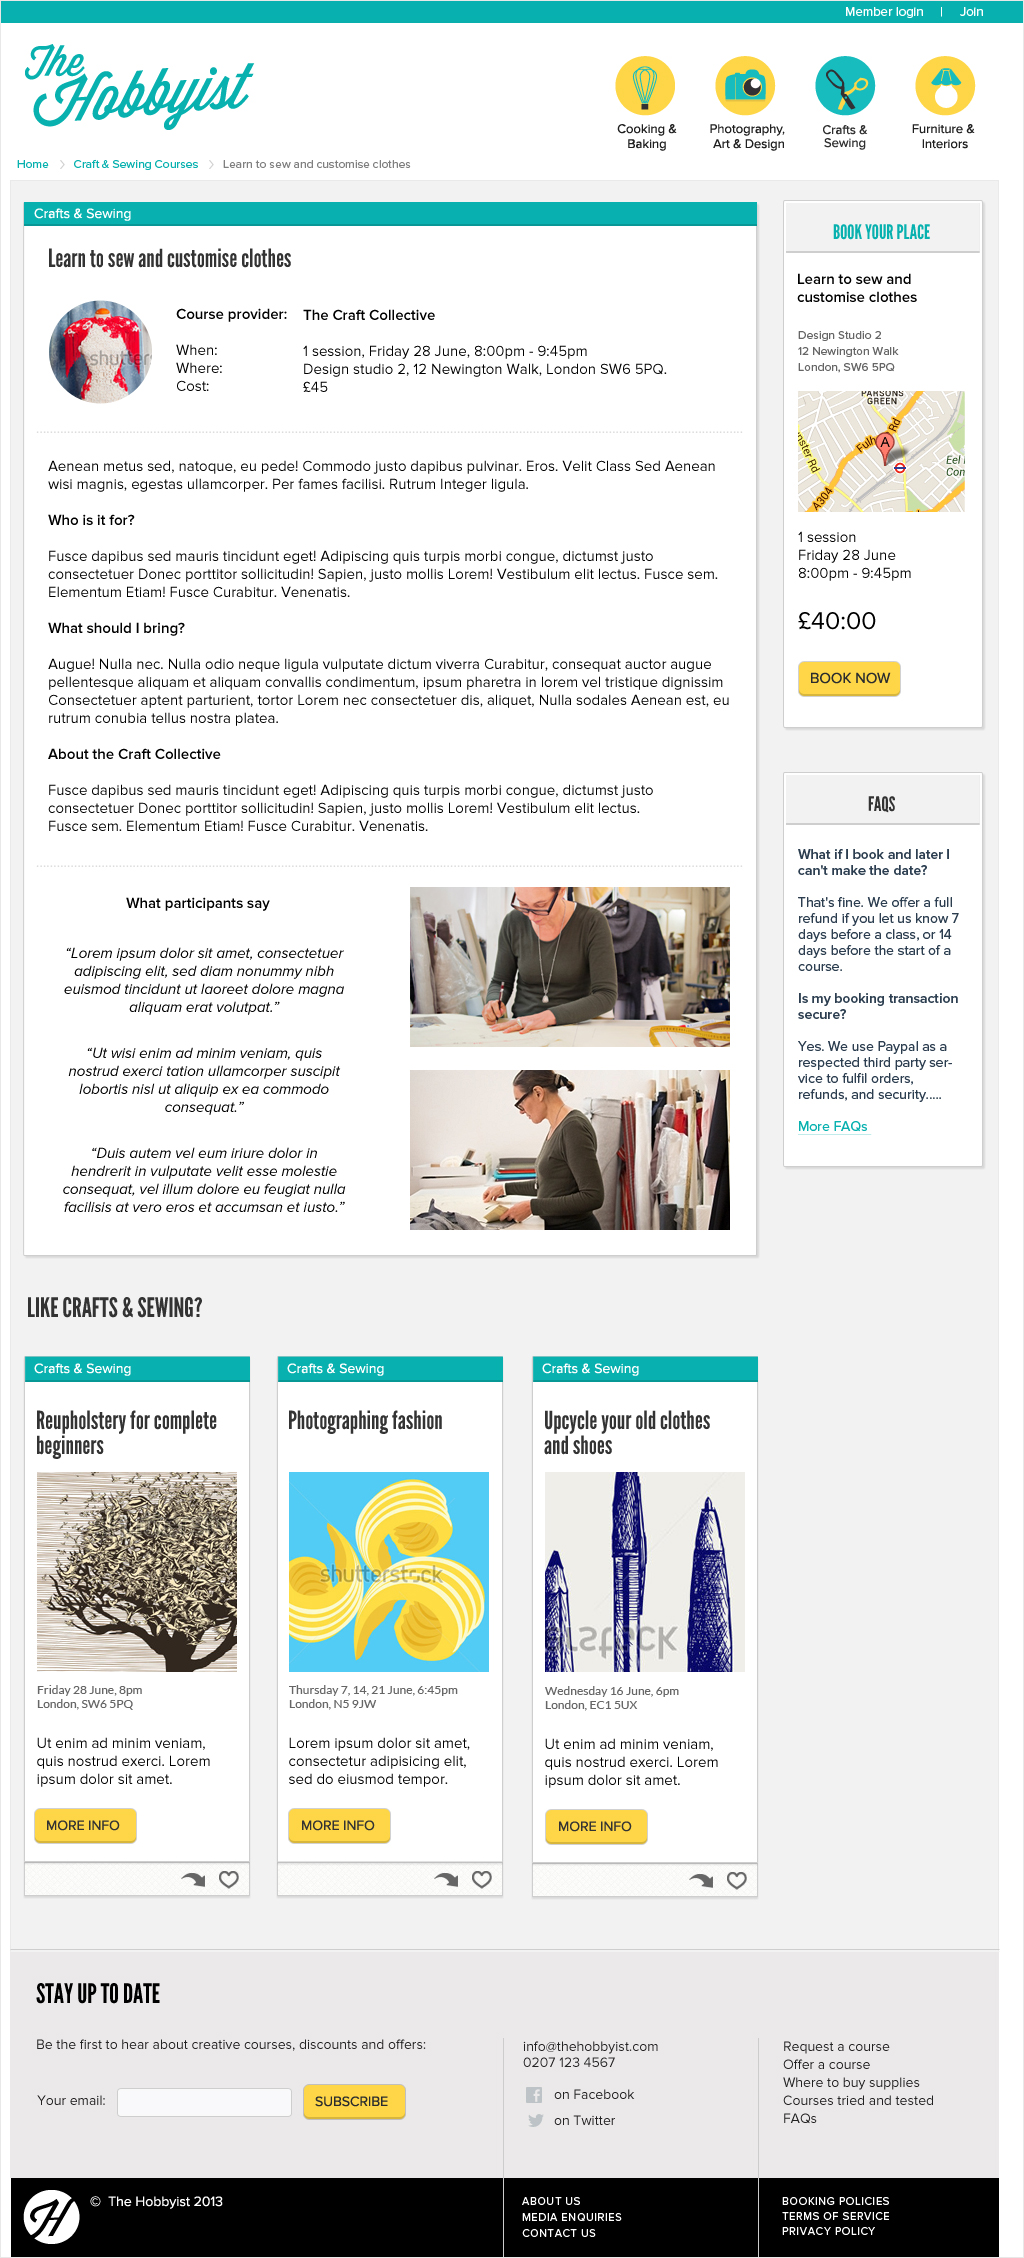 Member login | Join
The
Hobbyist
Cooking &
Baking
Photography,
Art & Design
Crafts &
Sewing
Furniture &
Interiors
Home
Craft & Sewing Courses
Learn to sew and customise clothes
Crafts & Sewing
Learn to sew and customise clothes
Course provider: The Craft Collective
When: 1 session, Friday 28 June, 8:00pm - 9:45pm
Where: Design studio 2, 12 Newington Walk, London SW6 5PQ.
Cost: £45
shutter
Aenean metus sed, natoque, eu pede! Commodo justo dapibus pulvinar. Eros. Velit Class Sed Aenean
wisi magnis, egestas ullamcorper. Per fames facilisi. Rutrum Integer ligula.
Who is it for?
Fusce dapibus sed mauris tincidunt eget! Adipiscing quis turpis morbi congue, dictumst justo
consectetuer Donec porttitor sollicitudin! Sapien, justo mollis Lorem! Vestibulum elit lectus. Fusce sem.
Elementum Etiam! Fusce Curabitur. Venenatis.
What should I bring?
Augue! Nulla nec. Nulla odio neque ligula vulputate dictum viverra Curabitur, consequat auctor augue
pellentesque aliquam et aliquam convallis condimentum, ipsum pharetra in lorem vel tristique dignissim
Consectetuer aptent parturient, tortor Lorem nec consectetuer dis, aliquet, Nulla sodales Aenean est, eu
rutrum conubia tellus nostra platea.
About the Craft Collective
Fusce dapibus sed mauris tincidunt eget! Adipiscing quis turpis morbi congue, dictumst justo
consectetuer Donec porttitor sollicitudin! Sapien, justo mollis Lorem! Vestibulum elit lectus.
Fusce sem. Elementum Etiam! Fusce Curabitur. Venenatis.
What participants say
“Lorem ipsum dolor sit amet, consectetuer
adipiscing elit, sed diam nonummy nibh
euismod tincidunt ut laoreet dolore magna
aliquam erat volutpat.”
“Ut wisi enim ad minim veniam, quis
nostrud exerci tation ullamcorper suscipit
lobortis nisl ut aliquip ex ea commodo
consequat.”
“Duis autem vel eum iriure dolor in
hendrerit in vulputate velit esse molestie
consequat, vel illum dolore eu feugiat nulla
facilisis at vero eros et accumsan et iusto.”
BOOK YOUR PLACE
Learn to sew and
customise clothes
Design Studio 2
12 Newington Walk
London, SW6 5PQ
PARSONS
GREEN
Fulh Rd
nster Rd
A
A304
Eel
Con
1 session
Friday 28 June
8:00pm - 9:45pm
£40:00
BOOK NOW
FAQS
What if I book and later I
can't make the date?
That's fine. We offer a full
refund if you let us know 7
days before a class, or 14
days before the start of a
course.
Is my booking transaction
secure?
Yes. We use Paypal as a
respected third party ser-
vice to fulfil orders,
refunds, and security.....
More FAQs
LIKE CRAFTS & SEWING?
Crafts & Sewing
Reupholstery for complete
beginners
Friday 28 June, 8pm
London, SW6 5PQ
Ut enim ad minim veniam,
quis nostrud exerci. Lorem
ipsum dolor sit amet.
MORE INFO
Crafts & Sewing
Photographing fashion
shutterstock
Thursday 7, 14, 21 June, 6:45pm
London, N5 9JW
Lorem ipsum dolor sit amet,
consectetur adipisicing elit,
sed do eiusmod tempor.
MORE INFO
Crafts & Sewing
Upcycle your old clothes
and shoes
rstock
Wednesday 16 June, 6pm
London, EC1 5UX
Ut enim ad minim veniam,
quis nostrud exerci. Lorem
ipsum dolor sit amet.
MORE INFO
STAY UP TO DATE
Be the first to hear about creative courses, discounts and offers:
Your email:
SUBSCRIBE
info@thehobbyist.com
0207 123 4567
on Facebook
on Twitter
Request a course
Offer a course
Where to buy supplies
Courses tried and tested
FAQs
H
© The Hobbyist 2013
ABOUT US
MEDIA ENQUIRIES
CONTACT US
BOOKING POLICIES
TERMS OF SERVICE
PRIVACY POLICY